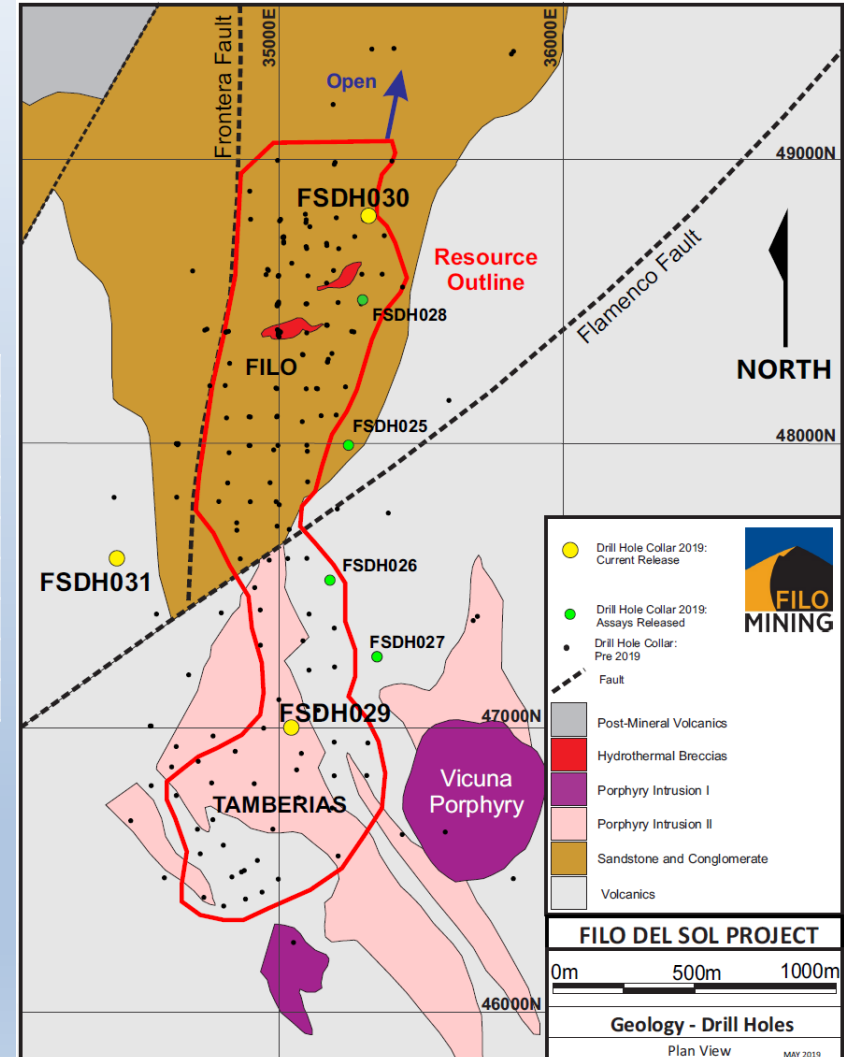 Frontera Fault
35000E
36000E
Open
49000N
FSDH030
Resource
Outline
Flamenco Fault
FSDH028
NORTH
FILO
FSDH025
48000N
FSDH031
FSDH026
FSDH027
FSDH029
47000N
Vicuna
Porphyry
TAMBERIAS
46000N
Drill Hole Collar 2019:
Current Release
FILO
MINING
Drill Hole Collar 2019:
Assays Released
Drill Hole Collar:
Pre 2019
Fault
Post-Mineral Volcanics
Hydrothermal Breccias
Porphyry Intrusion I
Porphyry Intrusion II
Sandstone and Conglomerate
Volcanics
FILO DEL SOL PROJECT
0m 500m 1000m
Geology - Drill Holes
Plan View MAY 2019